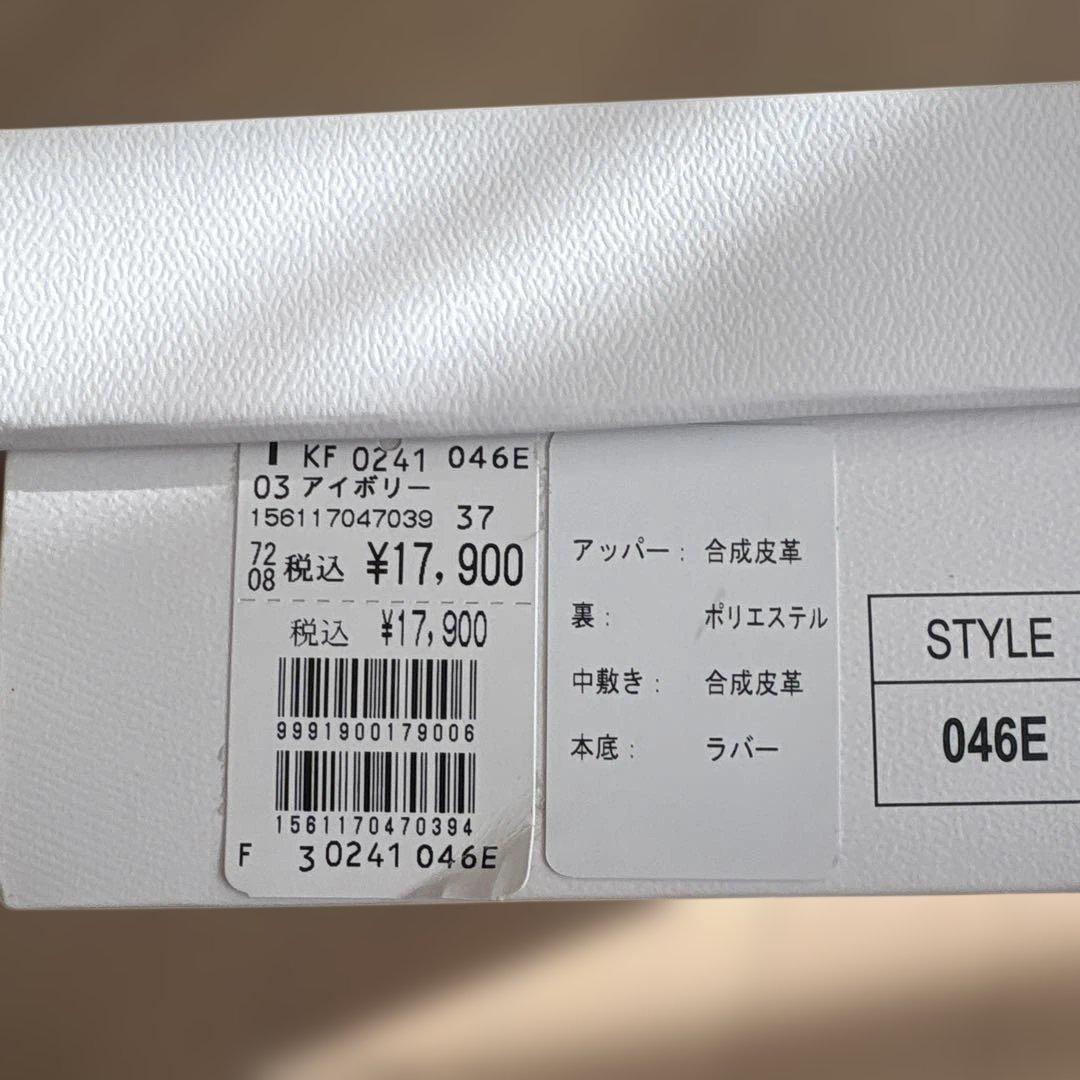 KF 0241 046E
03 アイボリー
156117047039 37
72
08 税込 ¥17,900
税込 ¥17,900
9991900179006
1561170470394
F 3 0241 046E
アッパー: 合成皮革
裏: ポリエステル
中敷き: 合成皮革
本底: ラバー
STYLE
046E